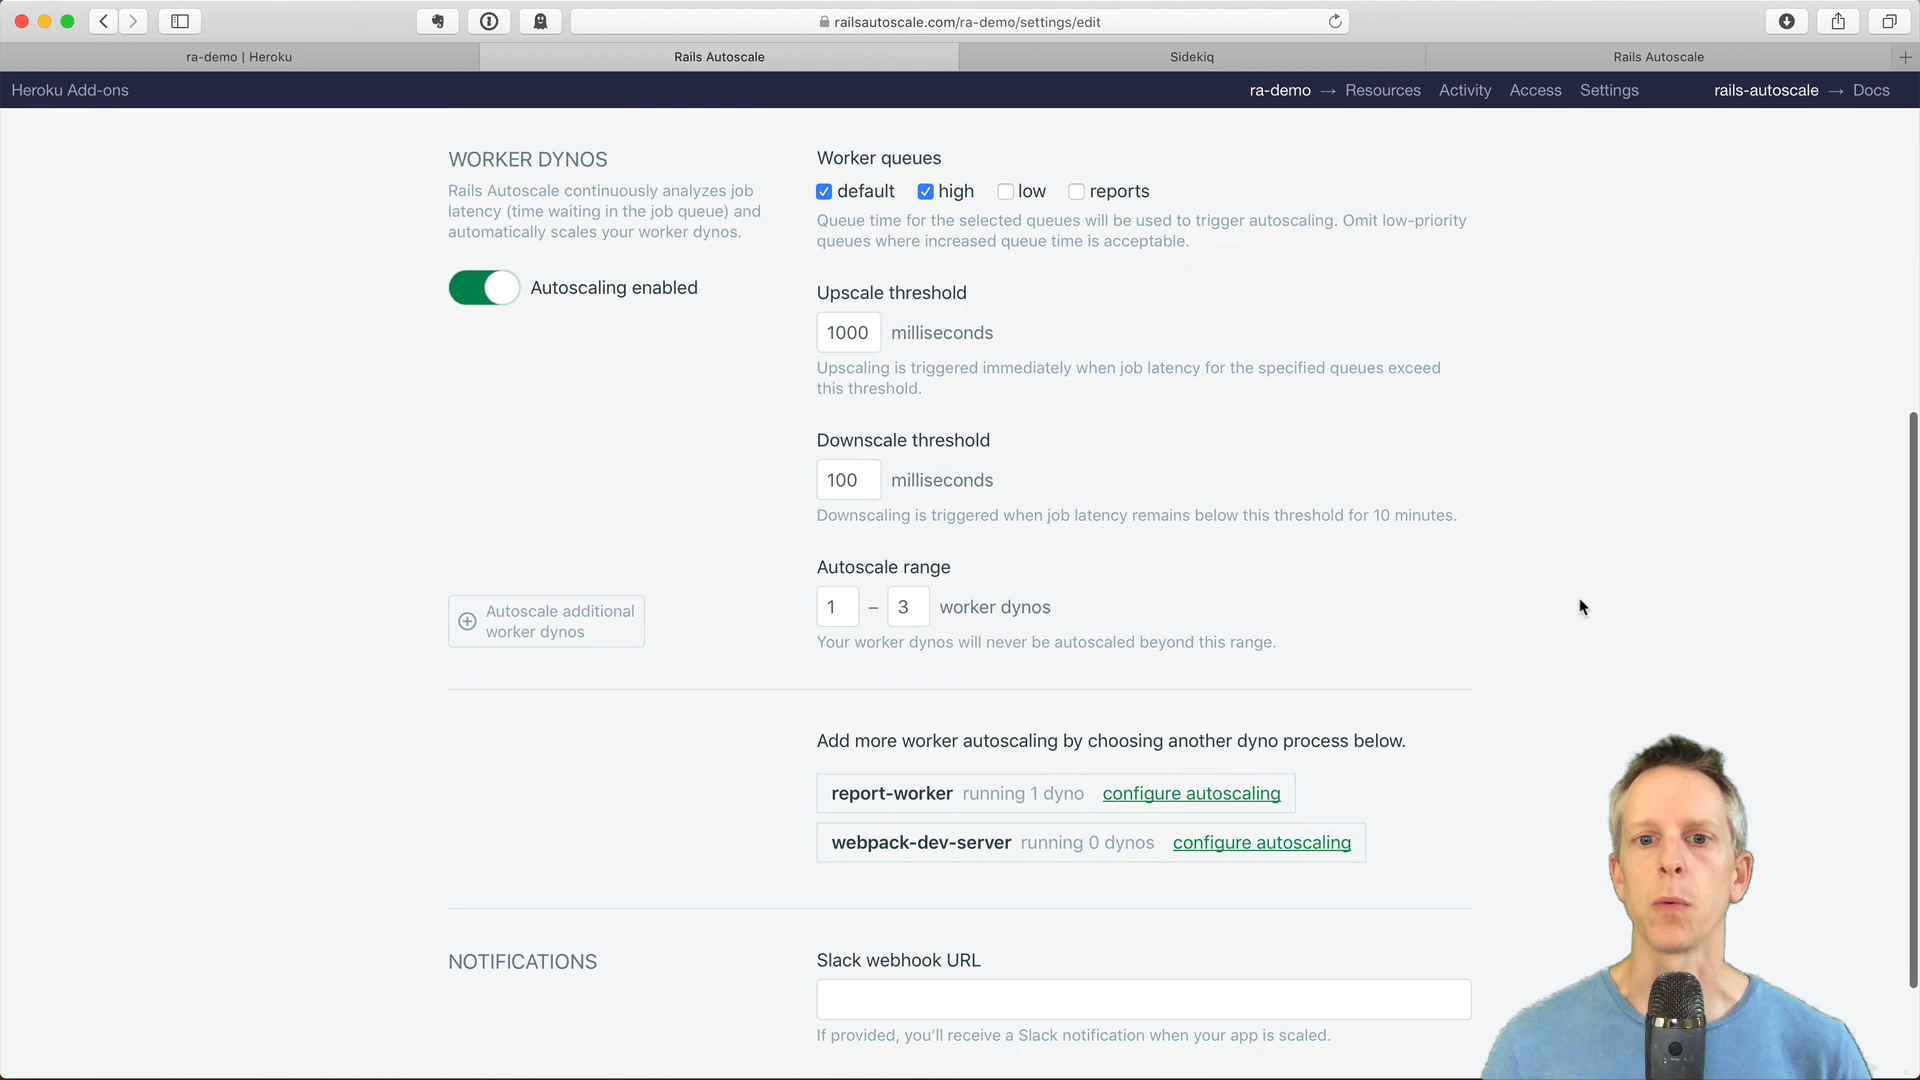 railsautoscale.com/ra-demo/settings/edit
ra-demo | Heroku
Rails Autoscale
Sidekiq
Rails Autoscale
Heroku Add-ons
ra-demo → Resources Activity Access Settings
rails-autoscale → Docs
WORKER DYNOS
Rails Autoscale continuously analyzes job
latency (time waiting in the job queue) and
automatically scales your worker dynos.
Autoscaling enabled
Autoscale additional
worker dynos
Worker queues
default high low reports
Queue time for the selected queues will be used to trigger autoscaling. Omit low-priority
queues where increased queue time is acceptable.
Upscale threshold
1000 milliseconds
Upscaling is triggered immediately when job latency for the specified queues exceed
this threshold.
Downscale threshold
100 milliseconds
Downscaling is triggered when job latency remains below this threshold for 10 minutes.
Autoscale range
1 – 3 worker dynos
Your worker dynos will never be autoscaled beyond this range.
Add more worker autoscaling by choosing another dyno process below.
report-worker running 1 dyno configure autoscaling
webpack-dev-server running 0 dynos configure autoscaling
NOTIFICATIONS
Slack webhook URL
If provided, you’ll receive a Slack notification when your app is scaled.